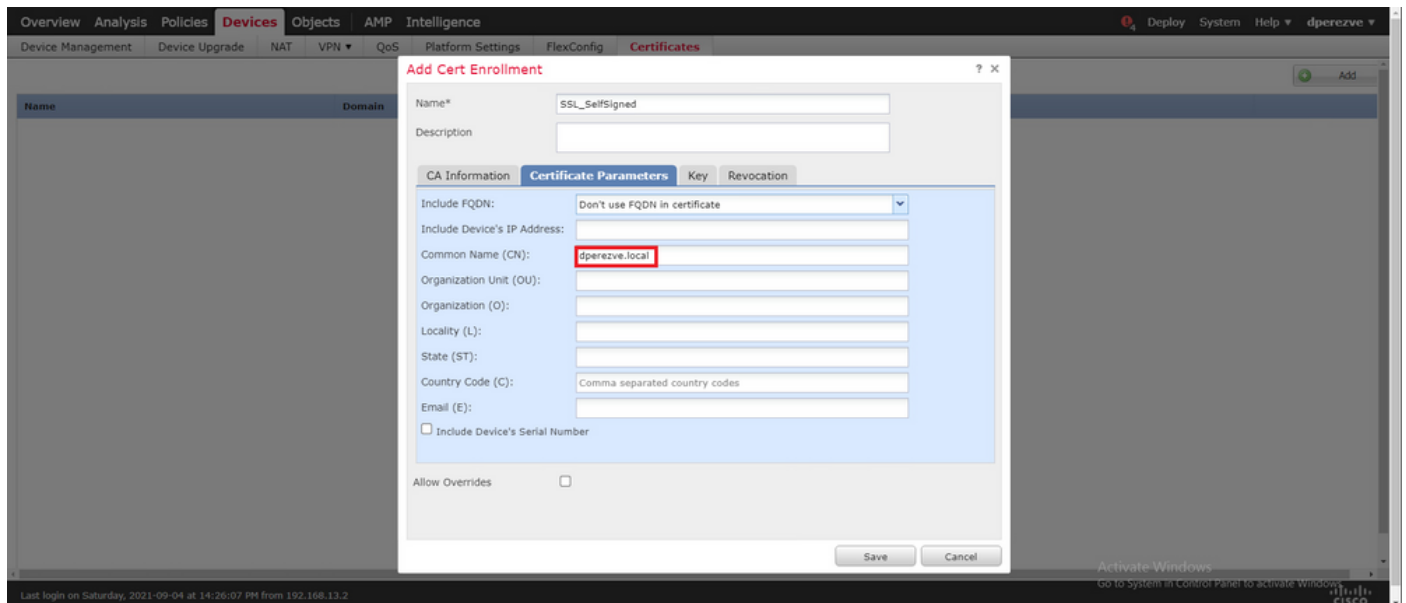 Overview Analysis Policies Devices Objects AMP Intelligence 4 Deploy System Help dperezve
Device Management Device Upgrade NAT VPN QoS Platform Settings FlexConfig Certificates
Add Cert Enrollment ? ×
Add
Name Domain
Name* SSL_SelfSigned
Description
CA Information Certificate Parameters Key Revocation
Include FQDN: Don't use FQDN in certificate
Include Device's IP Address:
Common Name (CN): dperezve.local
Organization Unit (OU):
Organization (O):
Locality (L):
State (ST):
Country Code (C): Comma separated country codes
Email (E):
Include Device's Serial Number
Allow Overrides
Save Cancel
Activate Windows
Go to System in Control Panel to activate Windows.
Last login on Saturday, 2021-09-04 at 14:26:07 PM from 192.168.13.2
CISCO